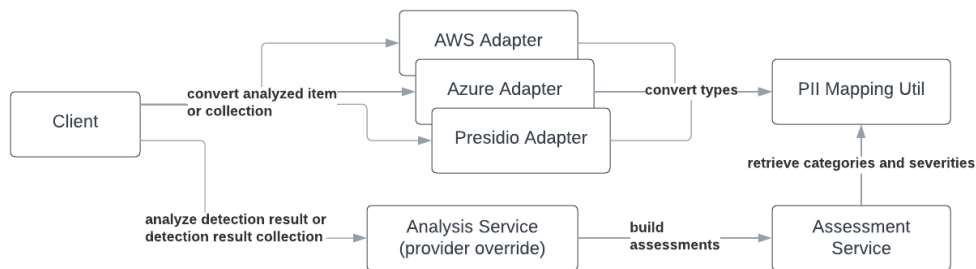 AWS Adapter
Azure Adapter
Presidio Adapter
convert analyzed item
or collection
convert types
PII Mapping Util
Client
retrieve categories and severities
analyze detection result or
detection result collection
Analysis Service
(provider override)
build
assessments
Assessment
Service